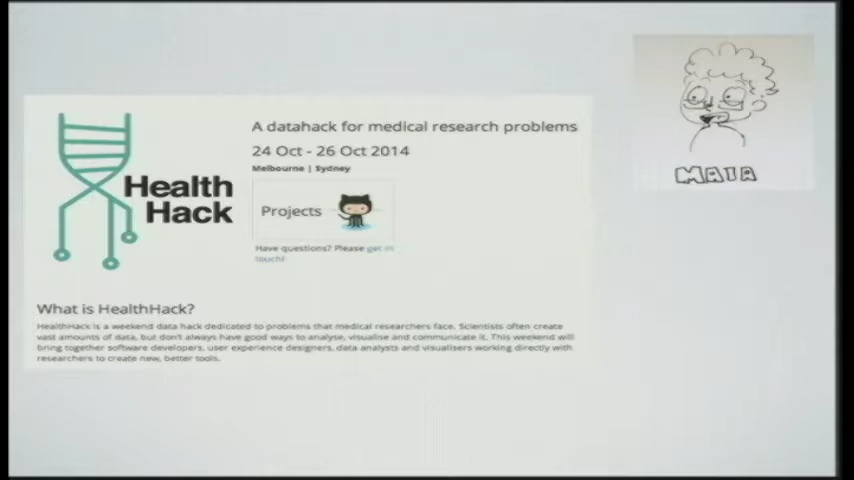 A datahack for medical research problems
24 Oct - 26 Oct 2014
Melbourne | Sydney
Health
Hack
Projects
Have questions? Please get in
touch!
MAIA
What is HealthHack?
HealthHack is a weekend data hack dedicated to problems that medical researchers face. Scientists often create
vast amounts of data, but don't always have good ways to analyse, visualise and communicate it. This weekend will
bring together software developers, user experience designers, data analysts and visualisers working directly with
researchers to create new, better tools.